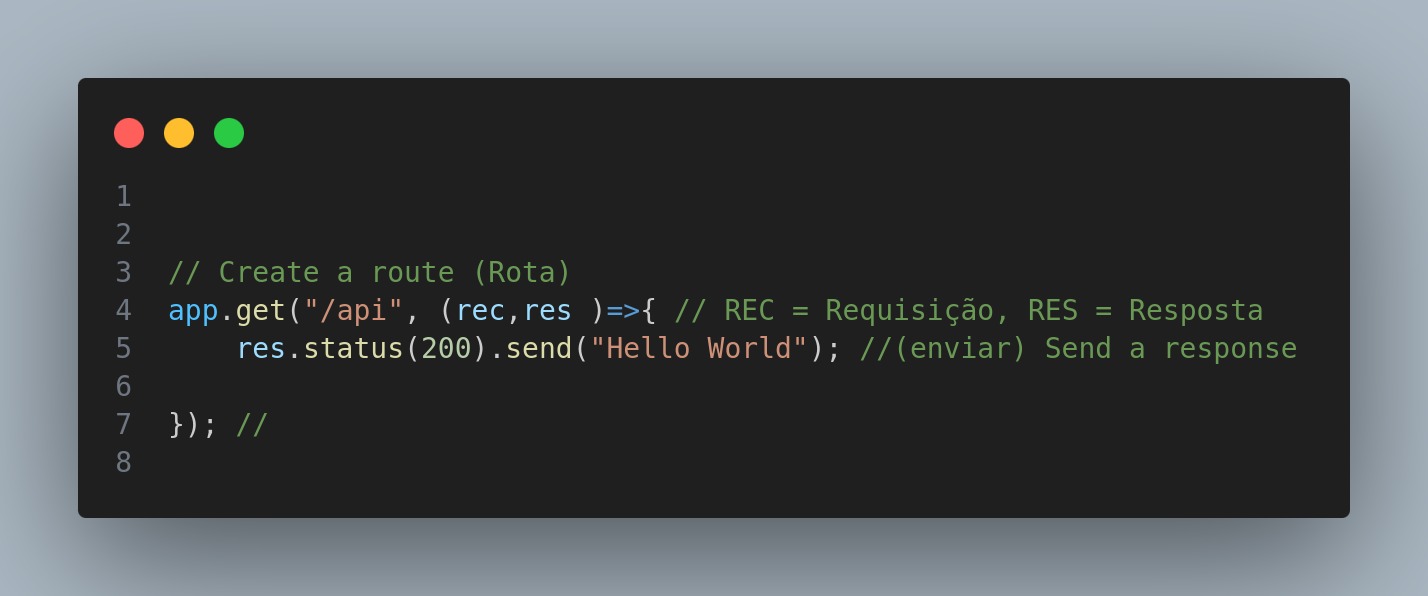 1
2
3 // Create a route (Rota)
4 app.get("/api", (rec,res )=>{ // REC = Requisição, RES = Resposta
5     res.status(200).send("Hello World"); //(enviar) Send a response
6
7 }); //
8